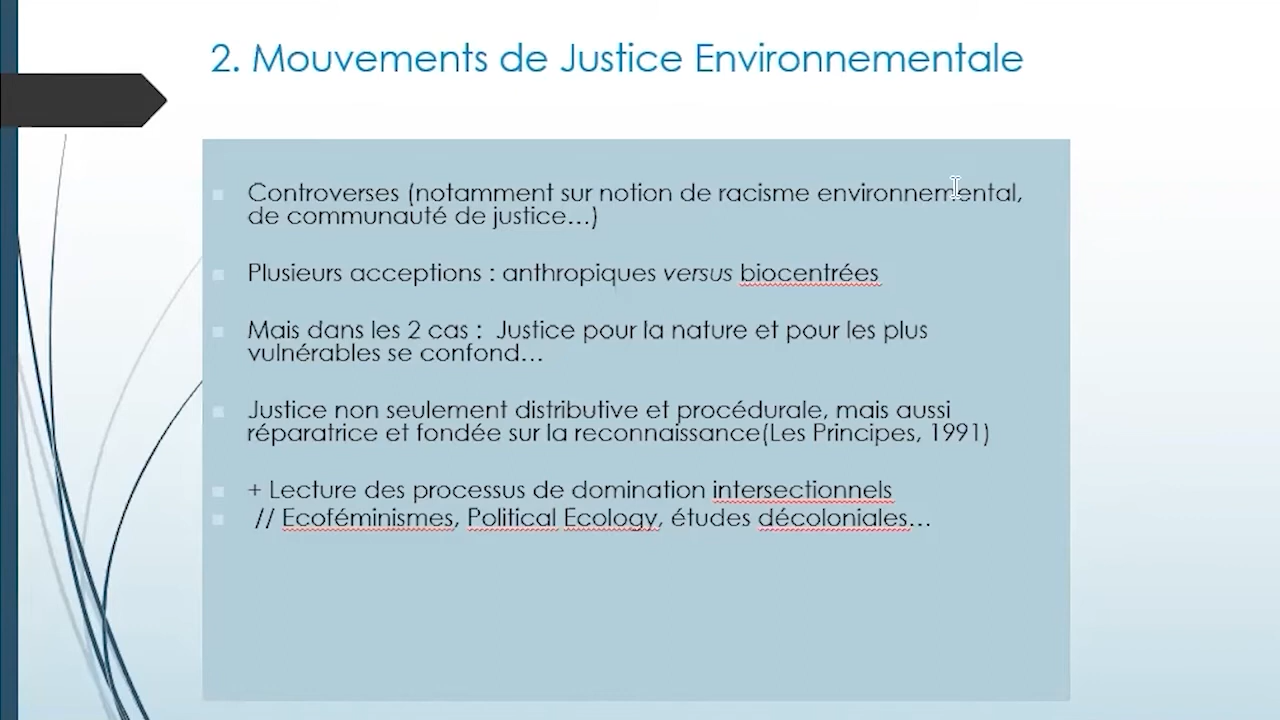 2. Mouvements de Justice Environnementale
Controverses (notamment sur notion de racisme environnemental,
de communauté de justice…)
Plusieurs acceptions : anthropiques versus biocentrées
Mais dans les 2 cas : Justice pour la nature et pour les plus
vulnérables se confond…
Justice non seulement distributive et procédurale, mais aussi
réparatrice et fondée sur la reconnaissance(Les Principes, 1991)
+ Lecture des processus de domination intersectionnels
// Ecoféminismes, Political Ecology, études décoloniales…